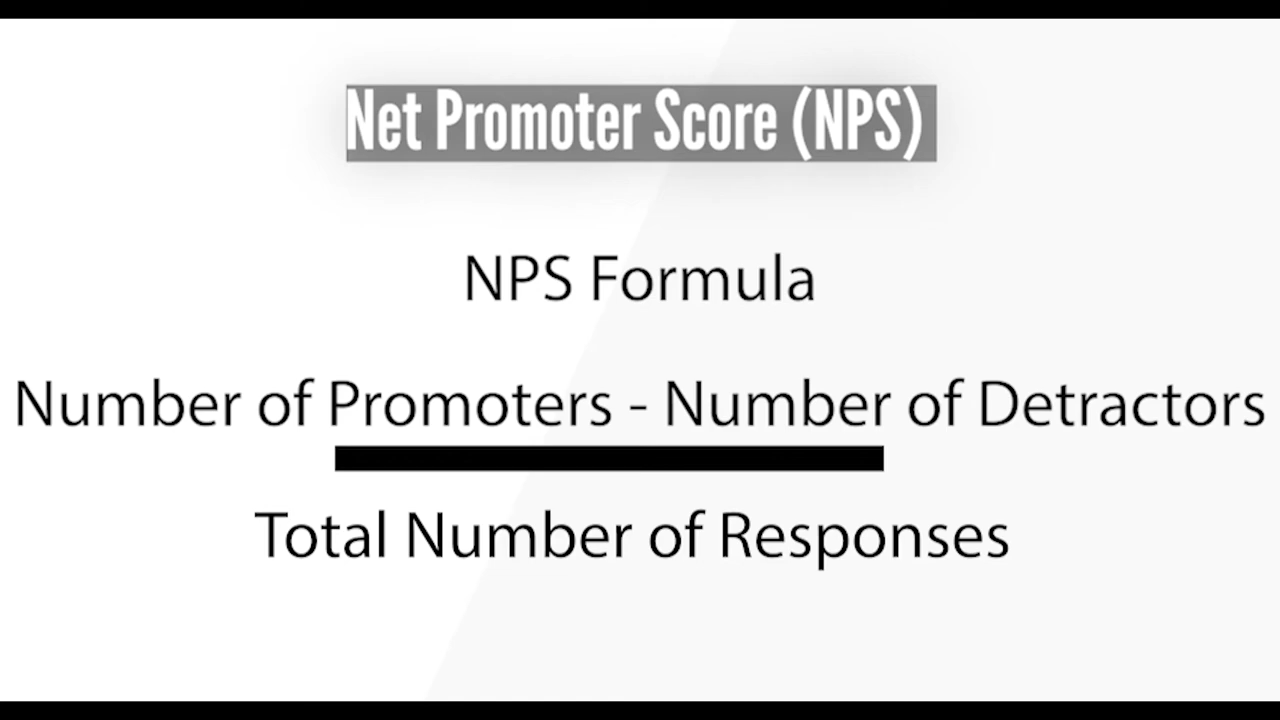 Net Promoter Score (NPS)
NPS Formula
Number of Promoters - Number of Detractors
Total Number of Responses